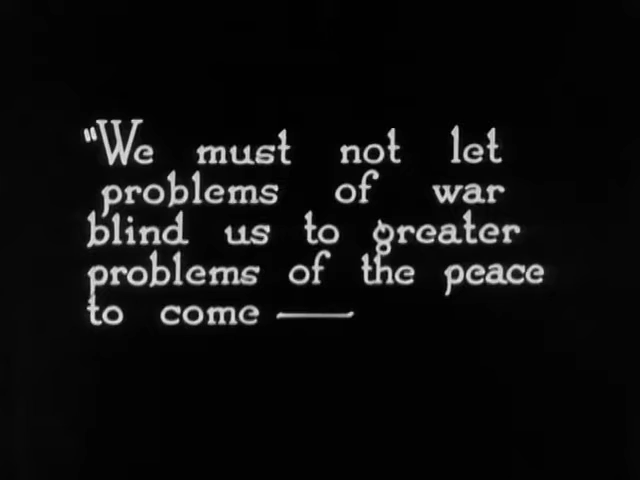 "We must not let
problems of war
blind us to greater
problems of the peace
to come ——